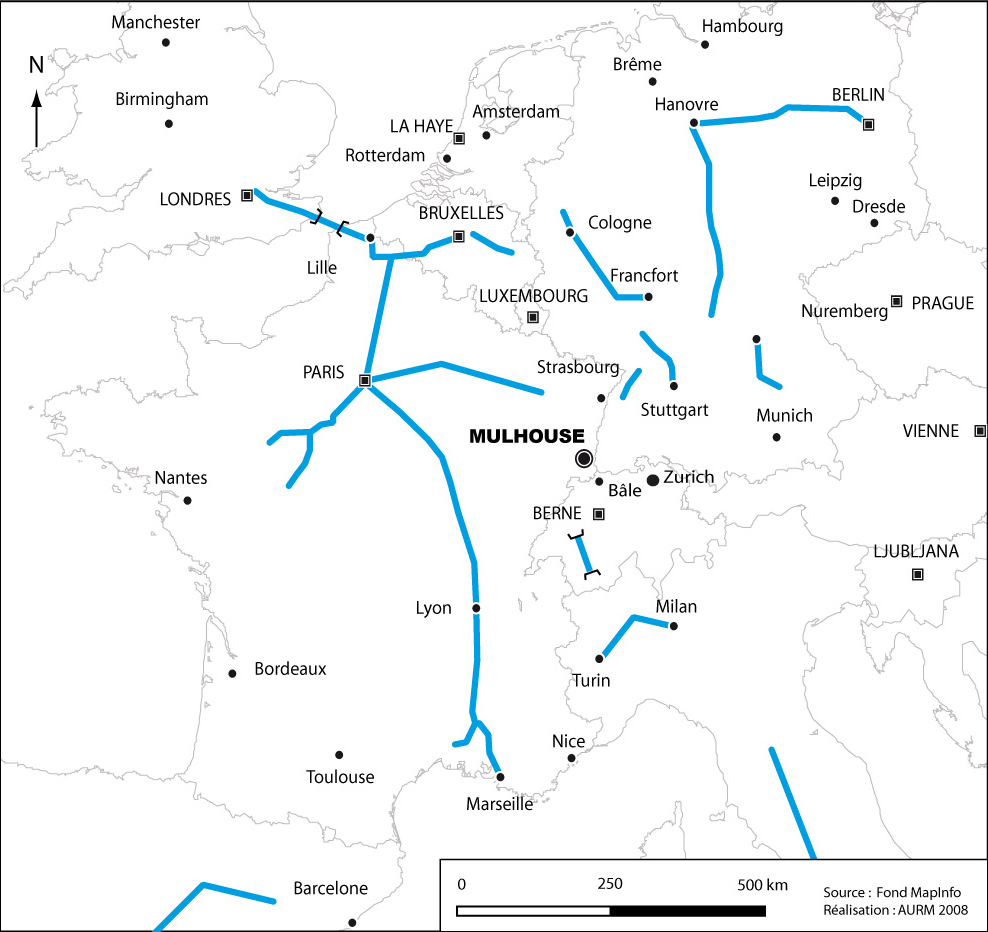 Manchester
Hambourg
N
Brême
Birmingham
BERLIN
Hanovre
Amsterdam
LA HAYE
Rotterdam
Leipzig
LONDRES
Dresde
BRUXELLES
Cologne
Lille
Francfort
LUXEMBOURG
PRAGUE
Nuremberg
PARIS
Strasbourg
Stuttgart
Munich
VIENNE
MULHOUSE
Nantes
Zurich
Bâle
BERNE
LJUBLJANA
Lyon
Milan
Bordeaux
Turin
Nice
Toulouse
Marseille
Barcelone
0 250 500 km
Source : Fond MapInfo
Réalisation : AURM 2008